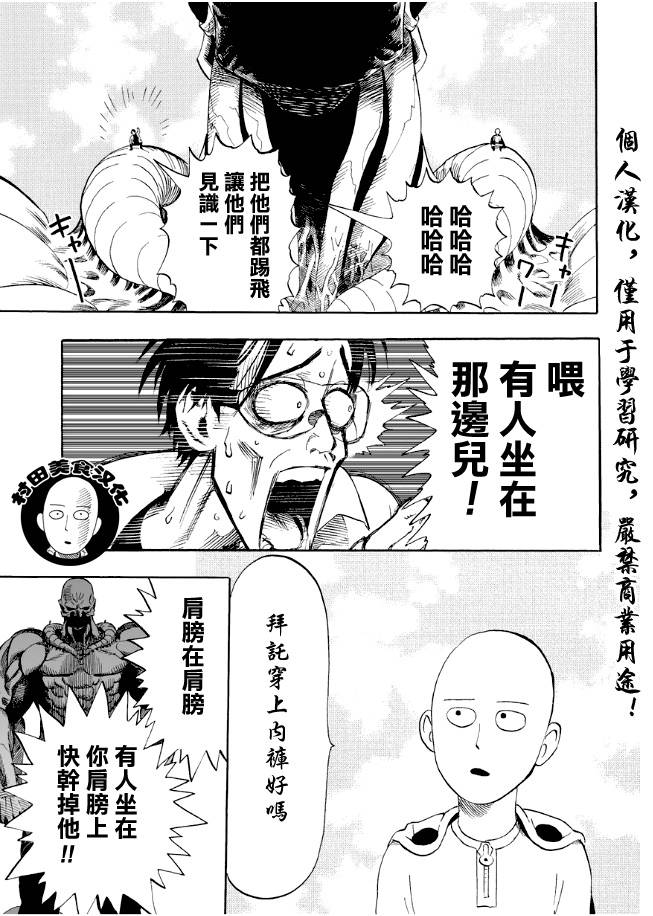 個人漢化，僅用于學習研究，嚴禁商業用途！
哈哈哈
哈哈哈
把他們都踢飛
讓他們
見識一下
キャー
キャー
喂
有人坐在
那邊兒！
村田美食汉化
拜託穿上内褲好嗎
肩膀在肩膀
有人坐在
你肩膀上
快幹掉他!!